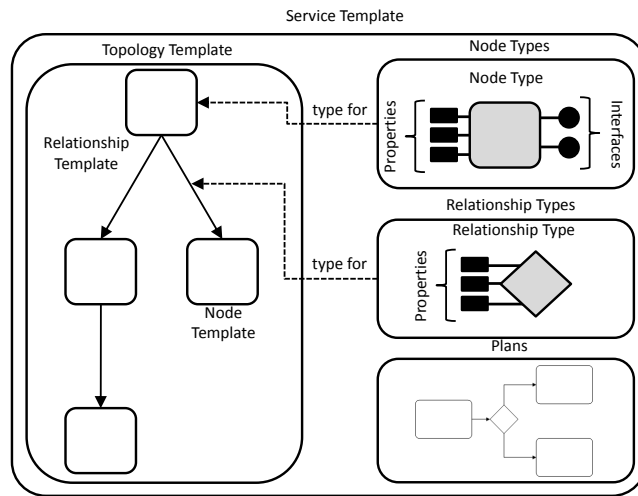 Service Template
Topology Template
Relationship
Template
Node
Template
type for
type for
Node Types
Node Type
Properties
Interfaces
Relationship Types
Relationship Type
Properties
Plans